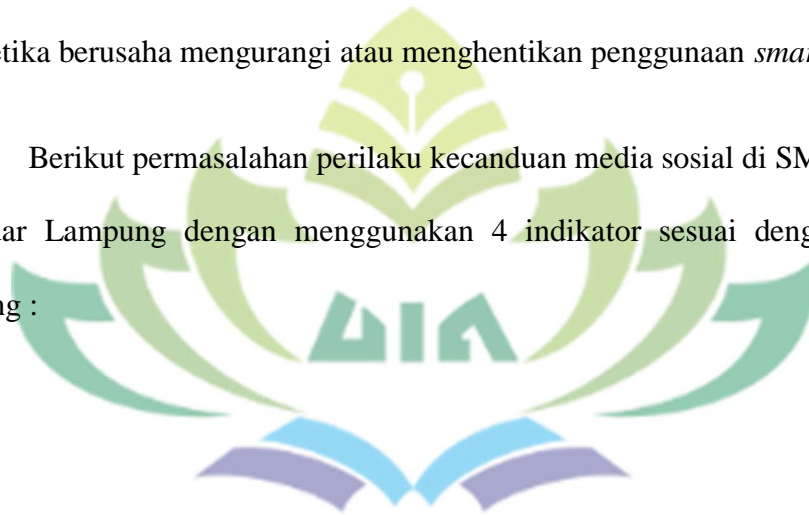 etika berusaha mengurangi atau menghentikan penggunaan
Berikut permasalahan perilaku kecanduan media sosial di SM
ar Lampung dengan menggunakan 4 indikator sesuai deng
ng :
UIN